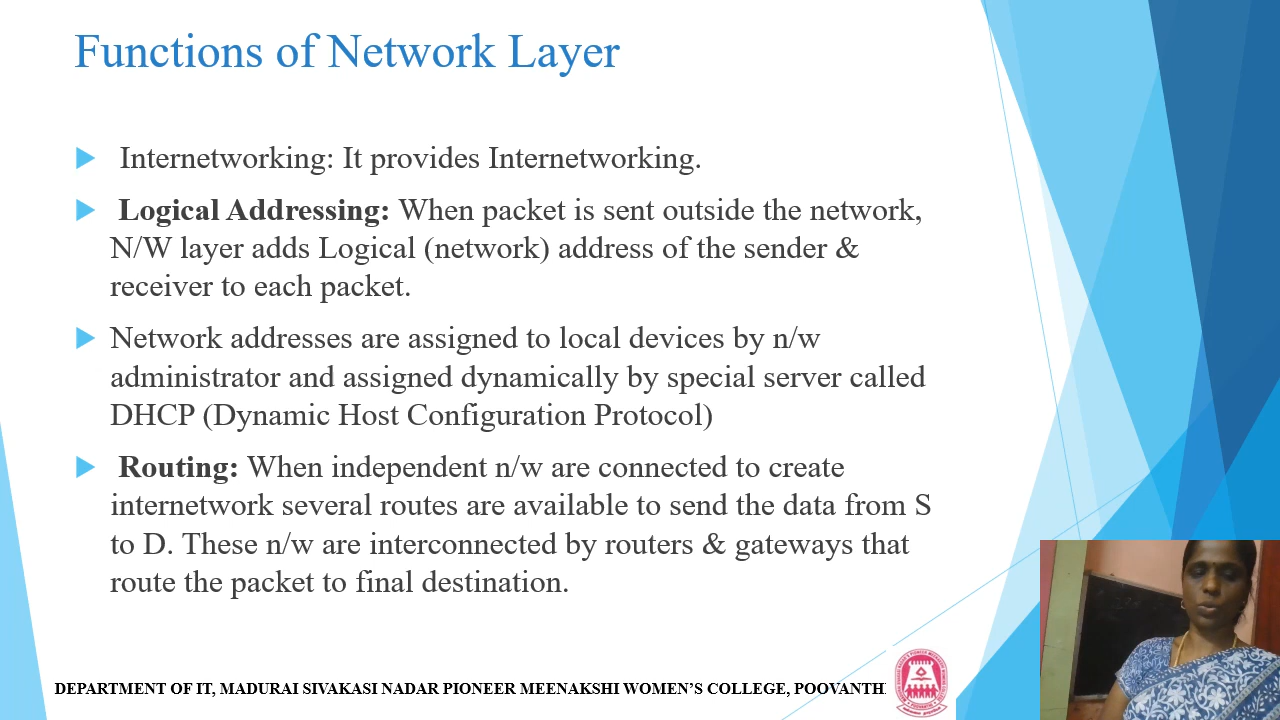 Functions of Network Layer
Internetworking: It provides Internetworking.
Logical Addressing: When packet is sent outside the network,
N/W layer adds Logical (network) address of the sender &
receiver to each packet.
Network addresses are assigned to local devices by n/w
administrator and assigned dynamically by special server called
DHCP (Dynamic Host Configuration Protocol)
Routing: When independent n/w are connected to create
internetwork several routes are available to send the data from S
to D. These n/w are interconnected by routers & gateways that
route the packet to final destination.
DEPARTMENT OF IT, MADURAI SIVAKASI NADAR PIONEER MEENAKSHI WOMEN’S COLLEGE, POOVANTH